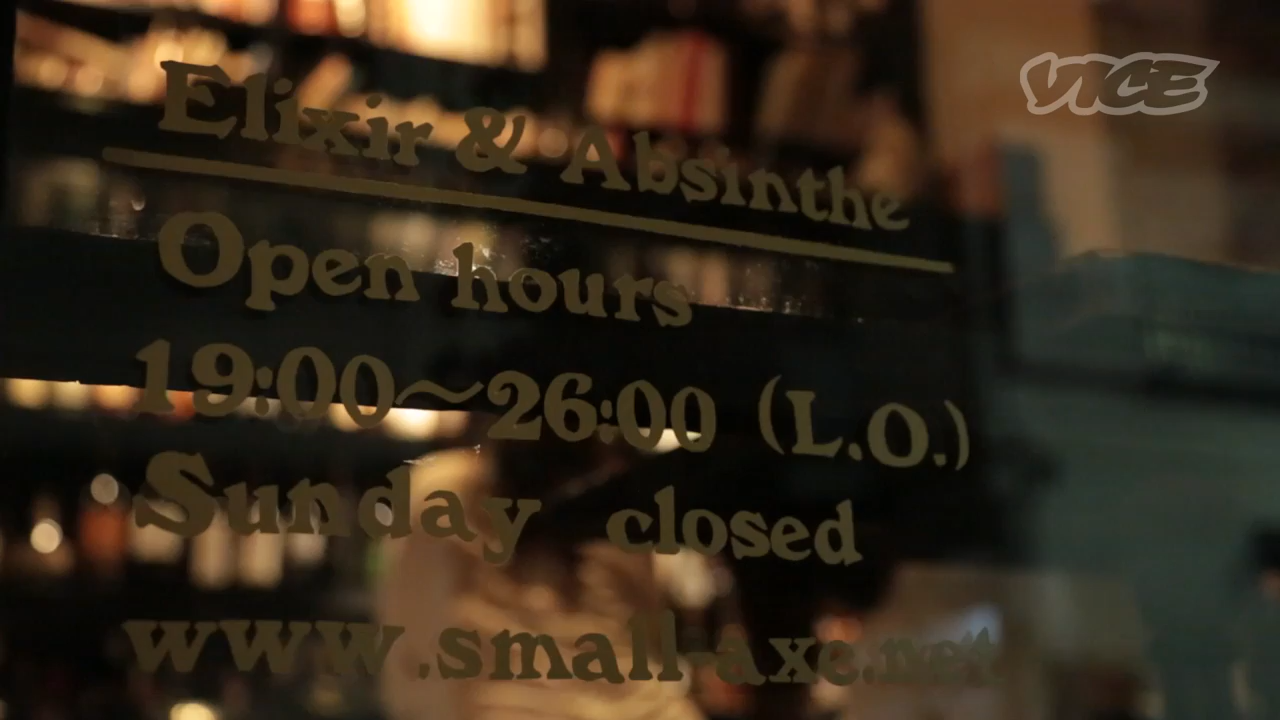 VICE
Elixir & Absinthe
Open hours
19:00~26:00 (L.O.)
Sunday closed
www.small-axe.net